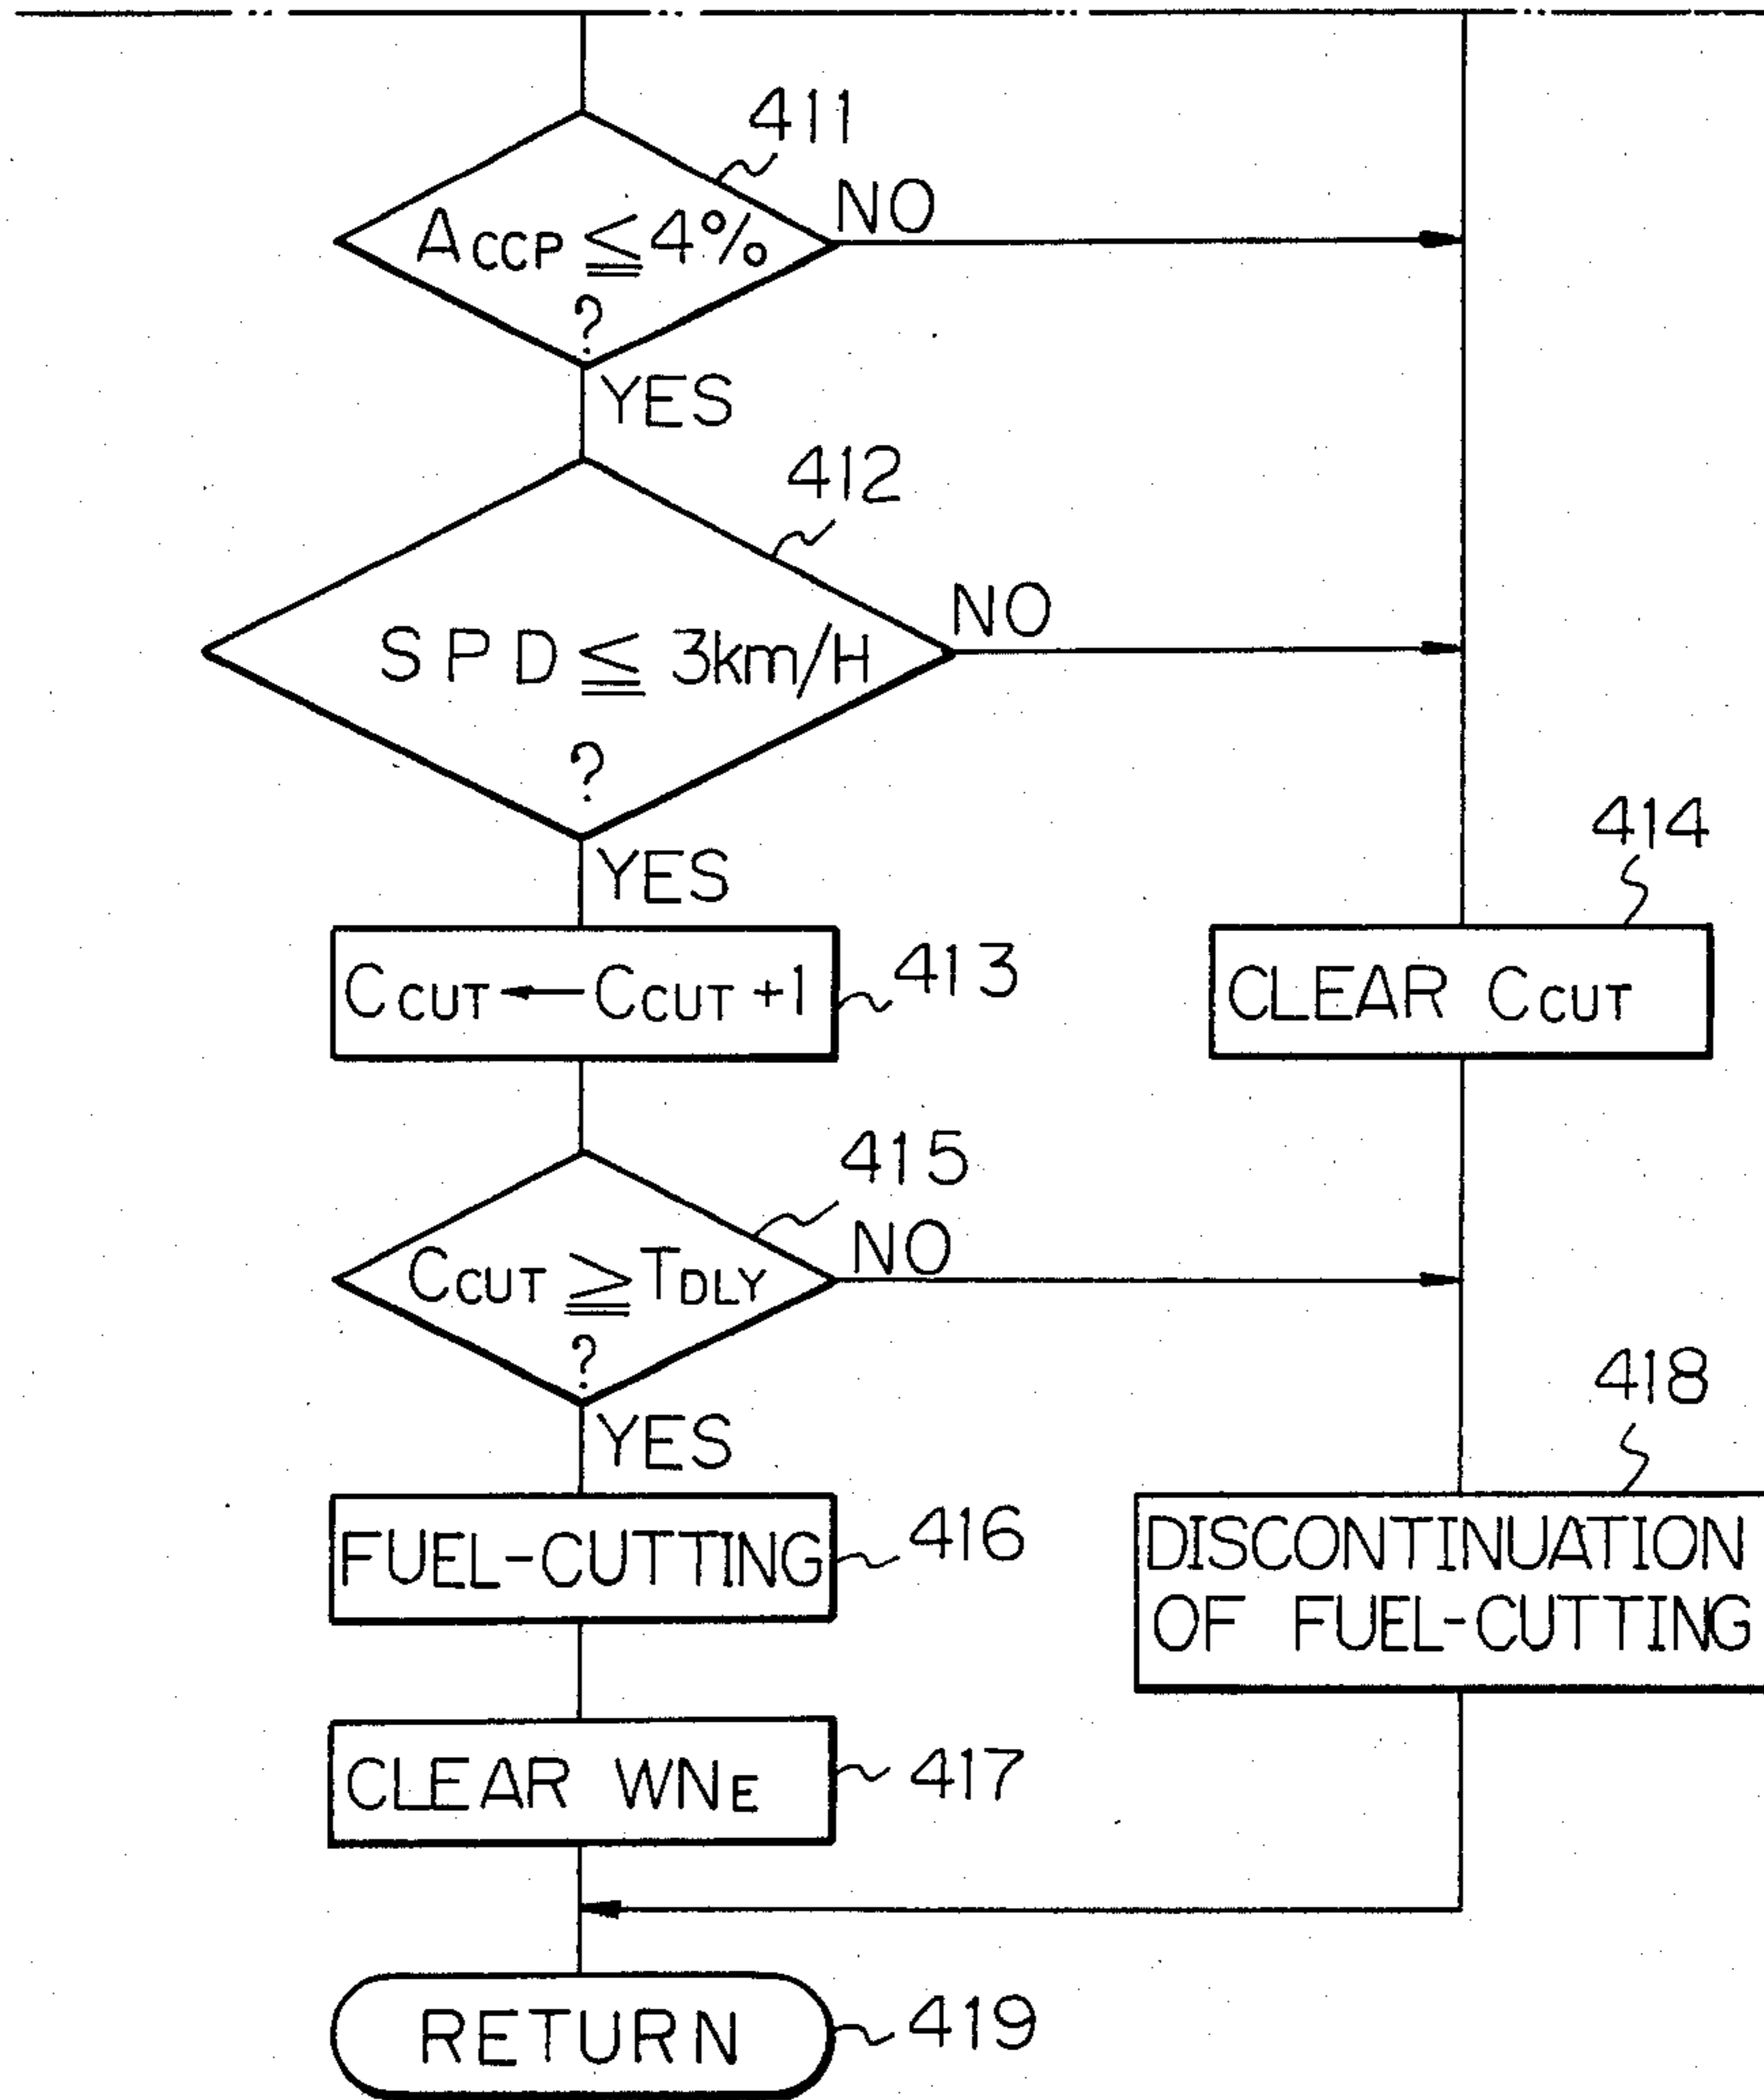 411
NO
ACCP ≦ 4%
?
YES
412
NO
SPD ≦ 3km/H
?
YES
414
413
CCUT ← CCUT +1
CLEAR CCUT
415
NO
CCUT ≧ TDLY
?
418
YES
416
FUEL-CUTTING
DISCONTINUATION
OF FUEL-CUTTING
417
CLEAR WNE
RETURN
419